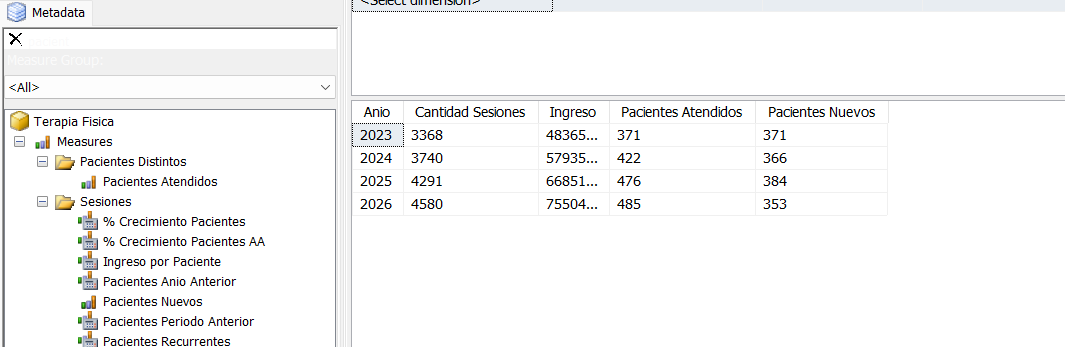 Metadata
<Select dimension>
Measure Group:
<All>
Terapia Fisica
Measures
Pacientes Distintos
Pacientes Atendidos
Sesiones
% Crecimiento Pacientes
% Crecimiento Pacientes AA
Ingreso por Paciente
Pacientes Anio Anterior
Pacientes Nuevos
Pacientes Periodo Anterior
Pacientes Recurrentes
Anio Cantidad Sesiones Ingreso Pacientes Atendidos Pacientes Nuevos
2023 3368 48365... 371 371
2024 3740 57935... 422 366
2025 4291 66851... 476 384
2026 4580 75504... 485 353